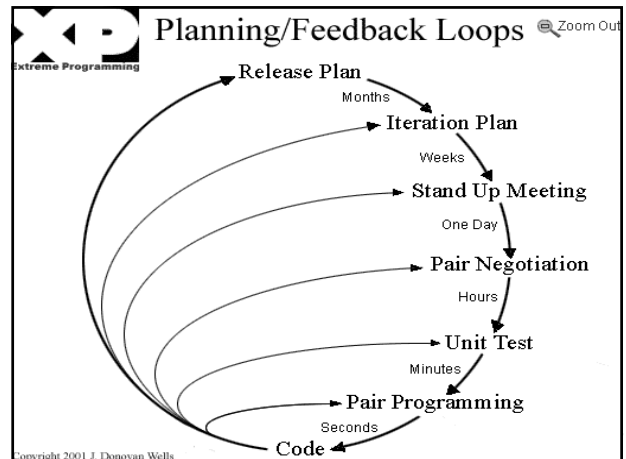 XP
Extreme Programming
Planning/Feedback Loops
Zoom Out
Release Plan
Months
Iteration Plan
Weeks
Stand Up Meeting
One Day
Pair Negotiation
Hours
Unit Test
Minutes
Pair Programming
Seconds
Code
Copyright 2001 J. Donovan Wells